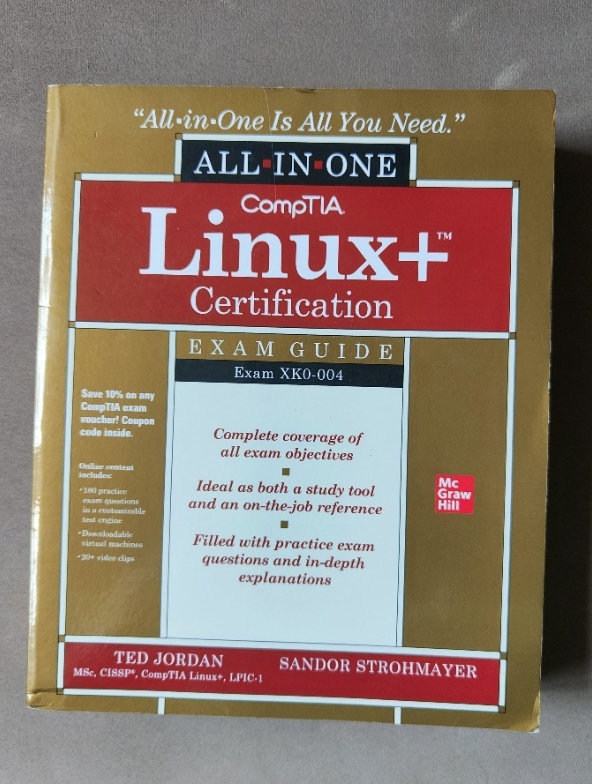 “All-in-One Is All You Need.”
ALL-IN-ONE
CompTIA
Linux+™
Certification
EXAM GUIDE
Exam XK0-004
Save 10% on any
CompTIA exam
voucher! Coupon
code inside.
Online content
includes:
•180 practice
exam questions
in a customizable
test engine
•Downloadable
virtual machines
•20+ video clips
Complete coverage of
all exam objectives
■
Ideal as both a study tool
and an on-the-job reference
■
Filled with practice exam
questions and in-depth
explanations
Mc
Graw
Hill
TED JORDAN
MSc, CISSP®, CompTIA Linux+, LPIC-1
SANDOR STROHMAYER